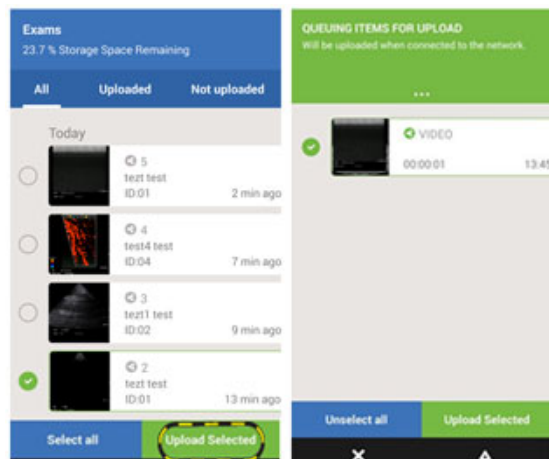 Exams
23.7 % Storage Space Remaining
All Uploaded Not uploaded
Today
5
tezt test
ID:01 2 min ago
4
test4 test
ID:04 7 min ago
3
tezt1 test
ID:02 9 min ago
2
tezt test
ID:01 13 min ago
Select all Upload Selected
QUEUING ITEMS FOR UPLOAD
Will be uploaded when connected to the network.
...
VIDEO
00:00:01 13:45
Unselect all Upload Selected